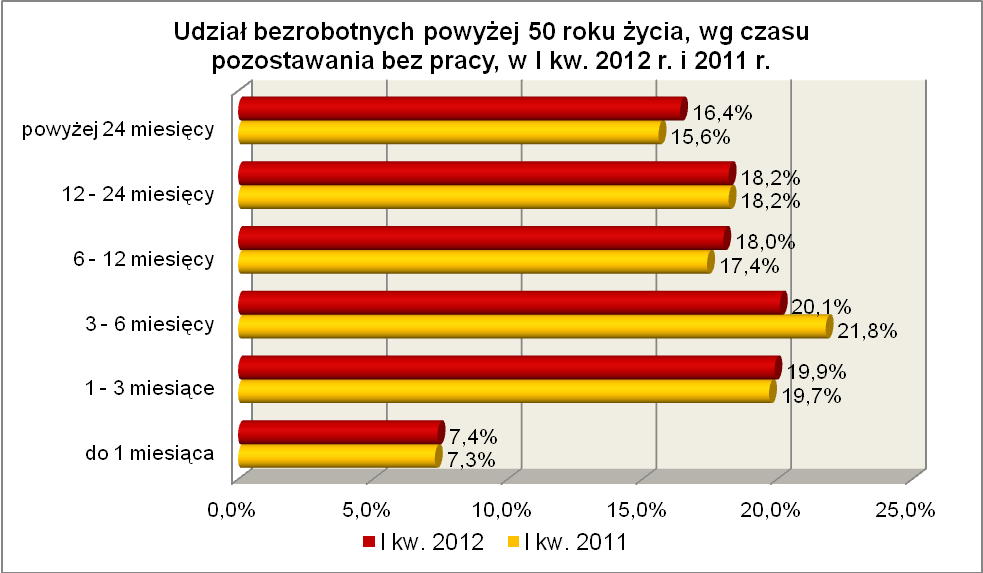 Udział bezrobotnych powyżej 50 roku życia, wg czasu
pozostawania bez pracy, w I kw. 2012 r. i 2011 r.
powyżej 24 miesięcy
16,4%
15,6%
12 - 24 miesięcy
18,2%
18,2%
6 - 12 miesięcy
18,0%
17,4%
3 - 6 miesięcy
20,1%
21,8%
1 - 3 miesiące
19,9%
19,7%
do 1 miesiąca
7,4%
7,3%
0,0% 5,0% 10,0% 15,0% 20,0% 25,0%
I kw. 2012 I kw. 2011